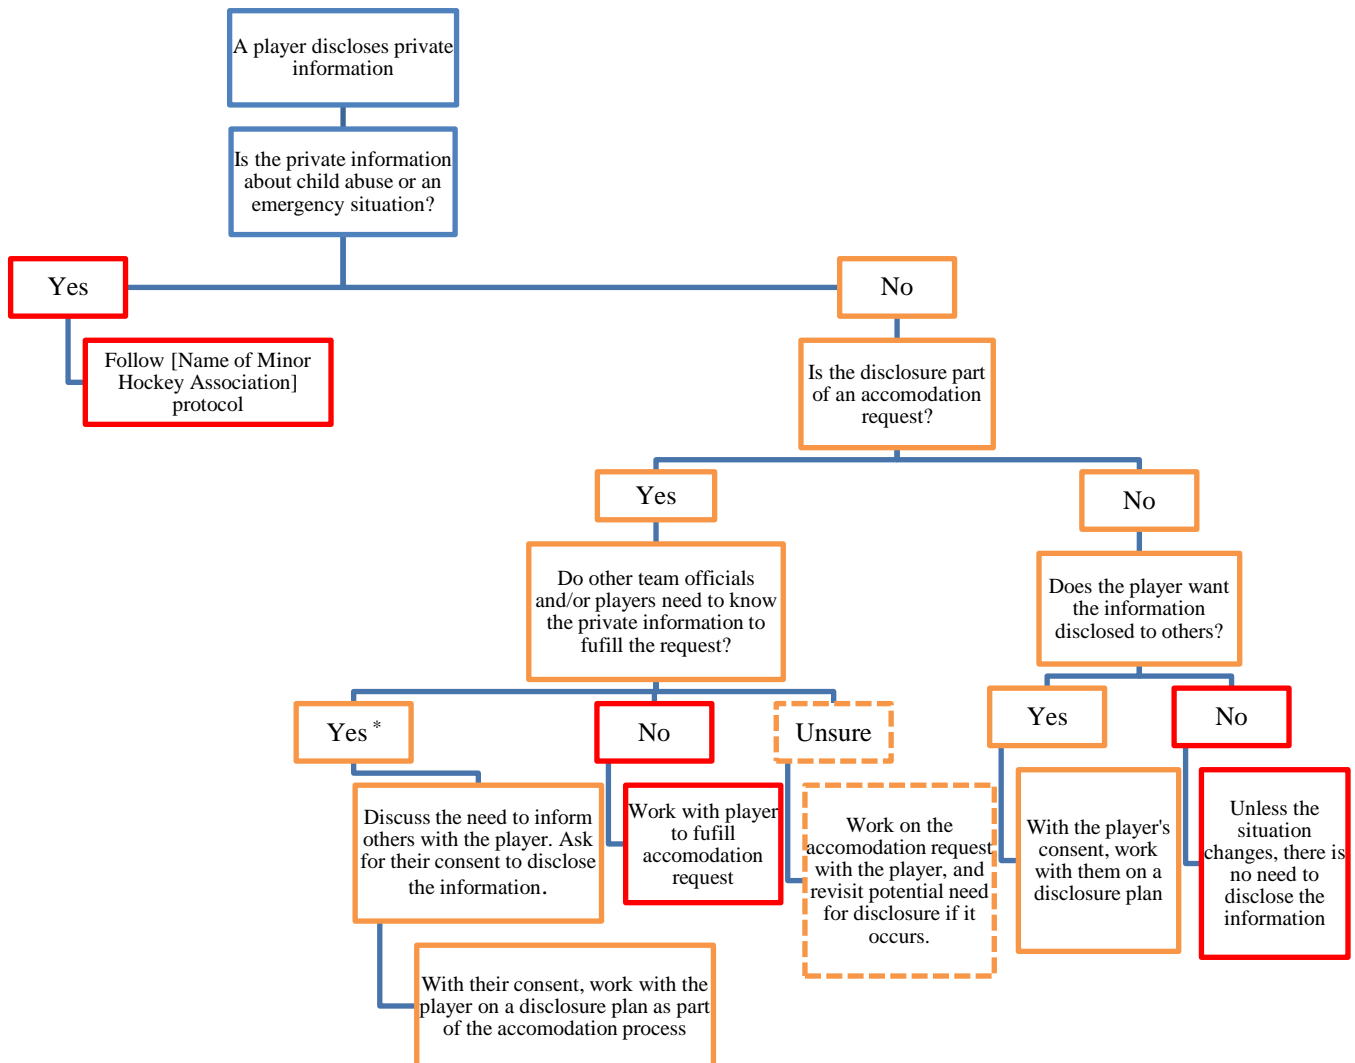 A player discloses private
information
Is the private information
about child abuse or an
emergency situation?
Yes
No
Follow [Name of Minor
Hockey Association]
protocol
Is the disclosure part
of an accomodation
request?
Yes
No
Do other team officials
and/or players need to know
the private information to
fufill the request?
Does the player want
the information
disclosed to others?
Yes *
No
Unsure
Yes
No
Discuss the need to inform
others with the player. Ask
for their consent to disclose
the information.
Work with player
to fufill
accomodation
request
Work on the
accomodation request
with the player, and
revisit potential need
for disclosure if it
occurs.
With the player's
consent, work
with them on a
disclosure plan
Unless the
situation
changes, there is
no need to
disclose the
information
With their consent, work with the
player on a disclosure plan as part
of the accomodation process